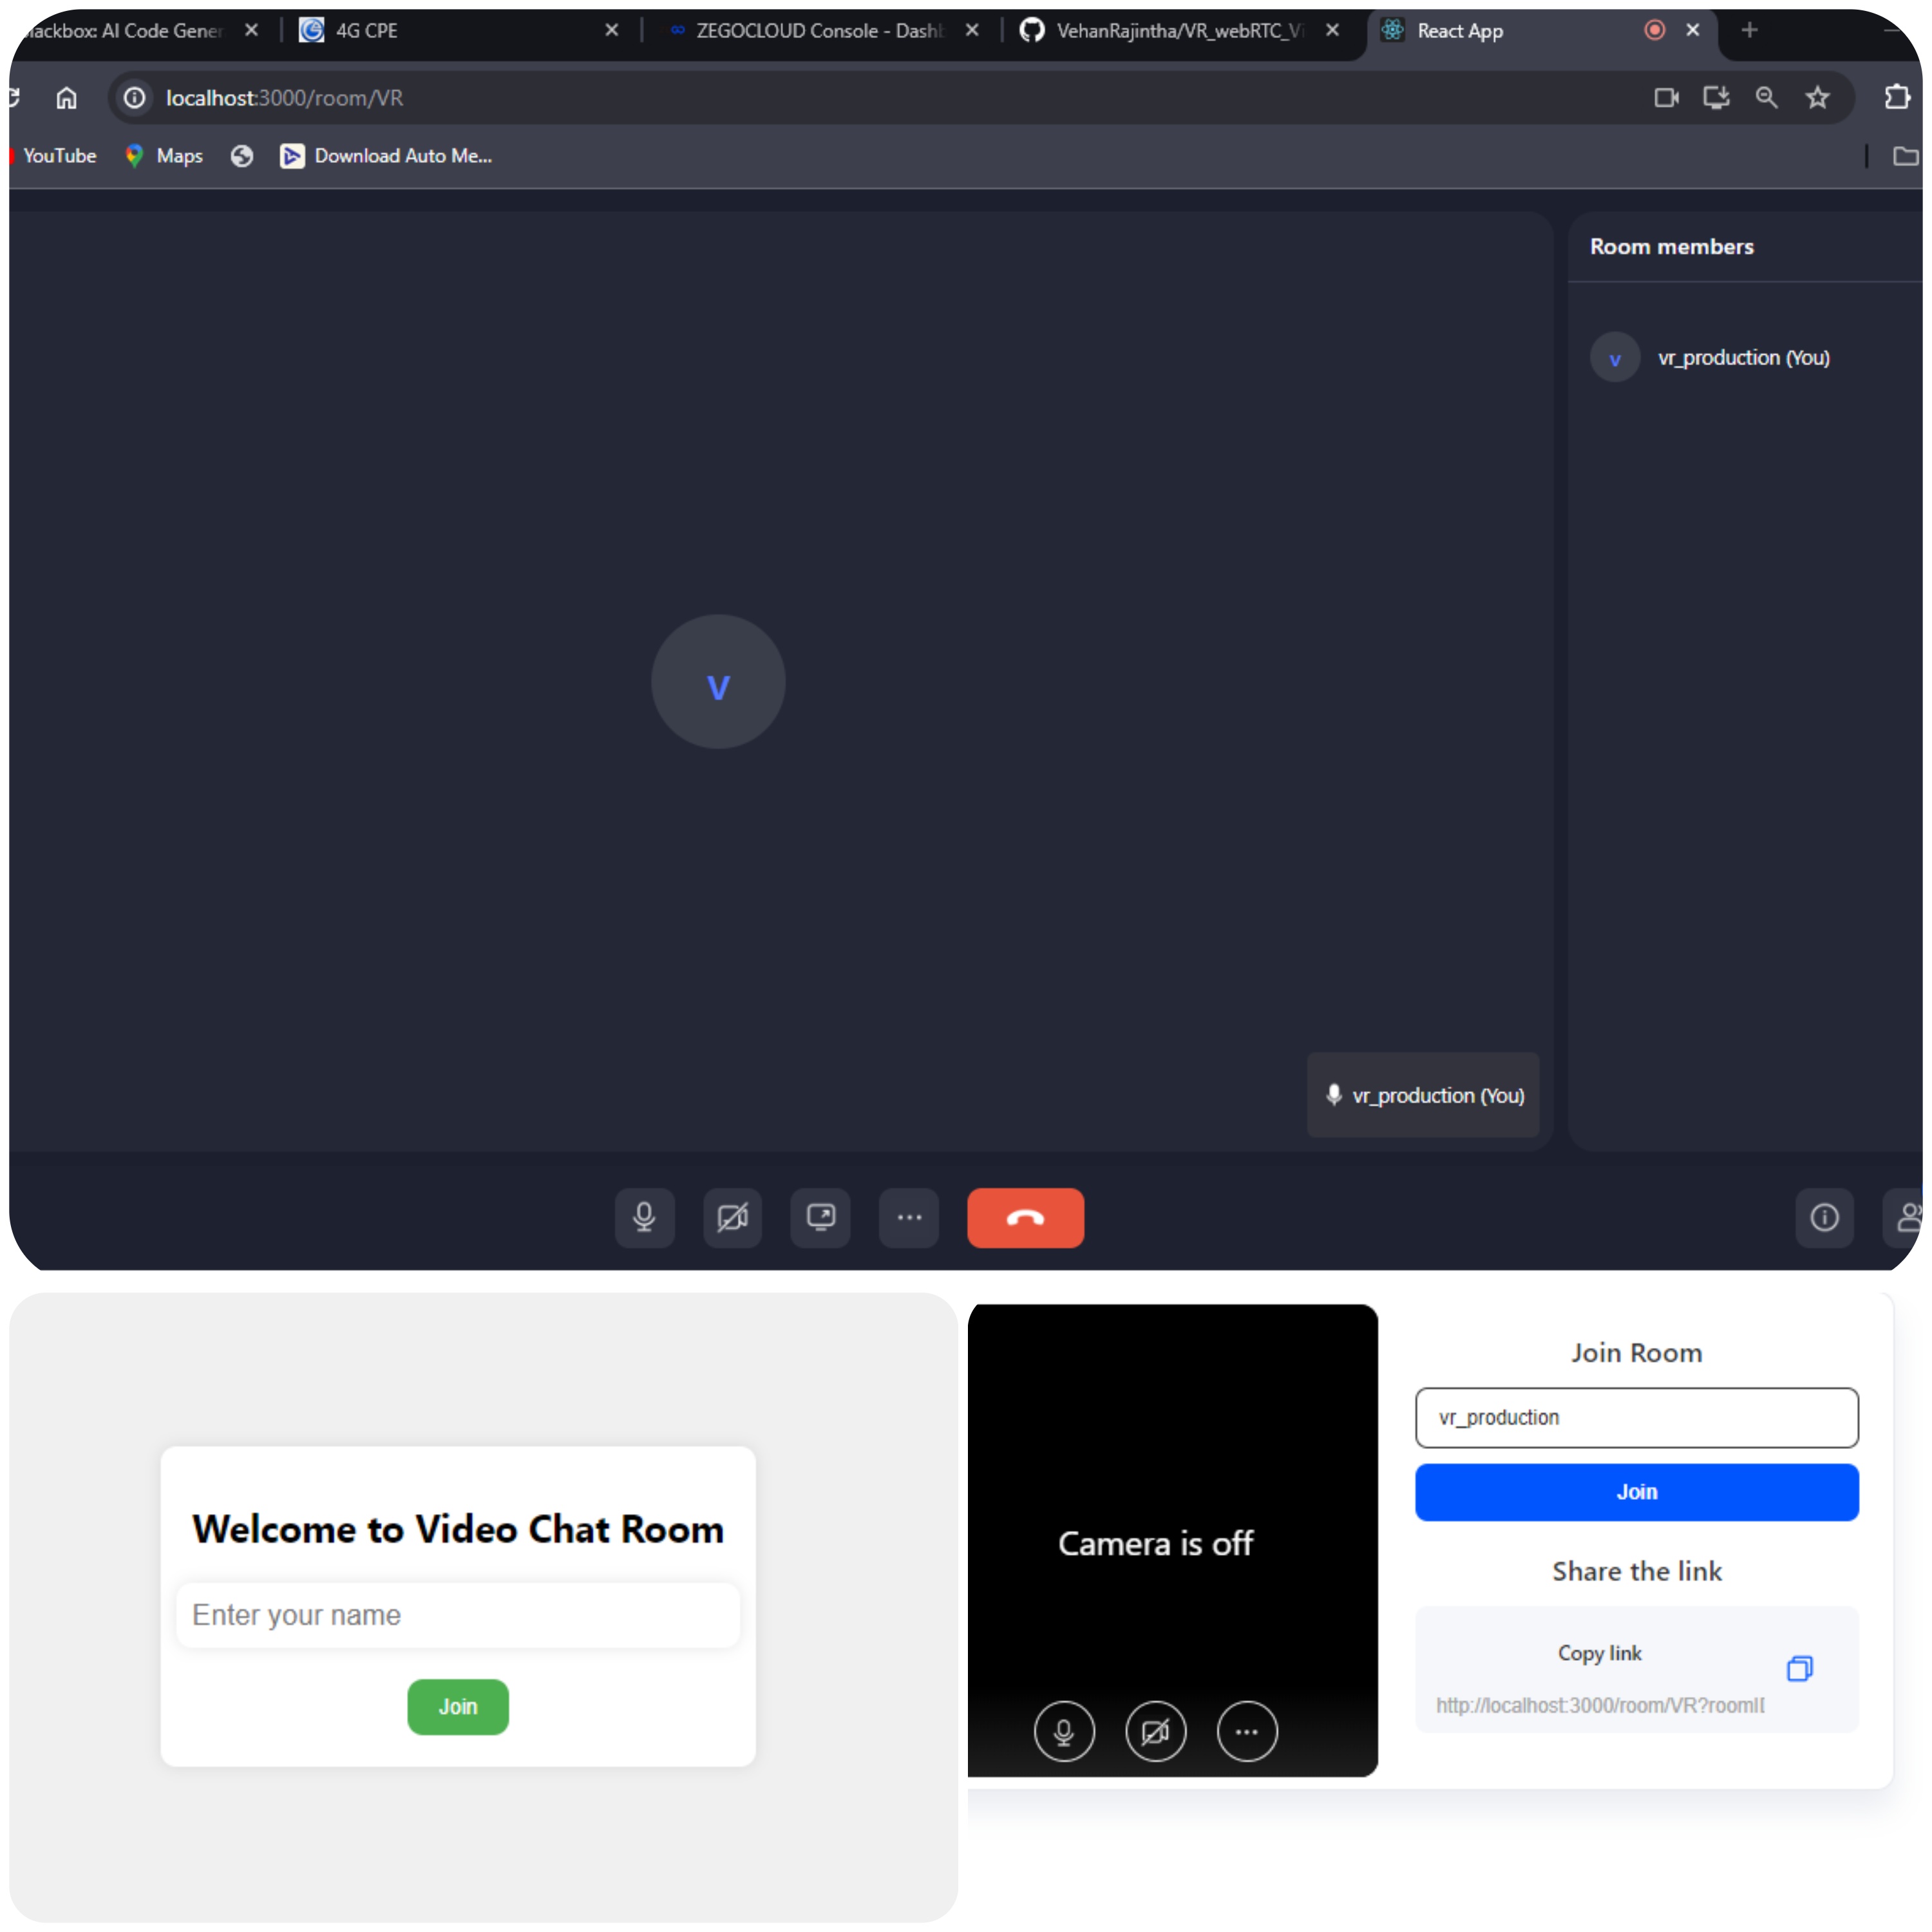 lackbox: AI Code Gener
4G CPE
ZEGOCLOUD Console - Dashb
VehanRajintha/VR_webRTC_Vi
React App
localhost:3000/room/VR
YouTube
Maps
Download Auto Me...
Room members
v
vr_production (You)
v
vr_production (You)
Welcome to Video Chat Room
Enter your name
Join
Camera is off
Join Room
vr_production
Join
Share the link
Copy link
http://localhost:3000/room/VR?roomI